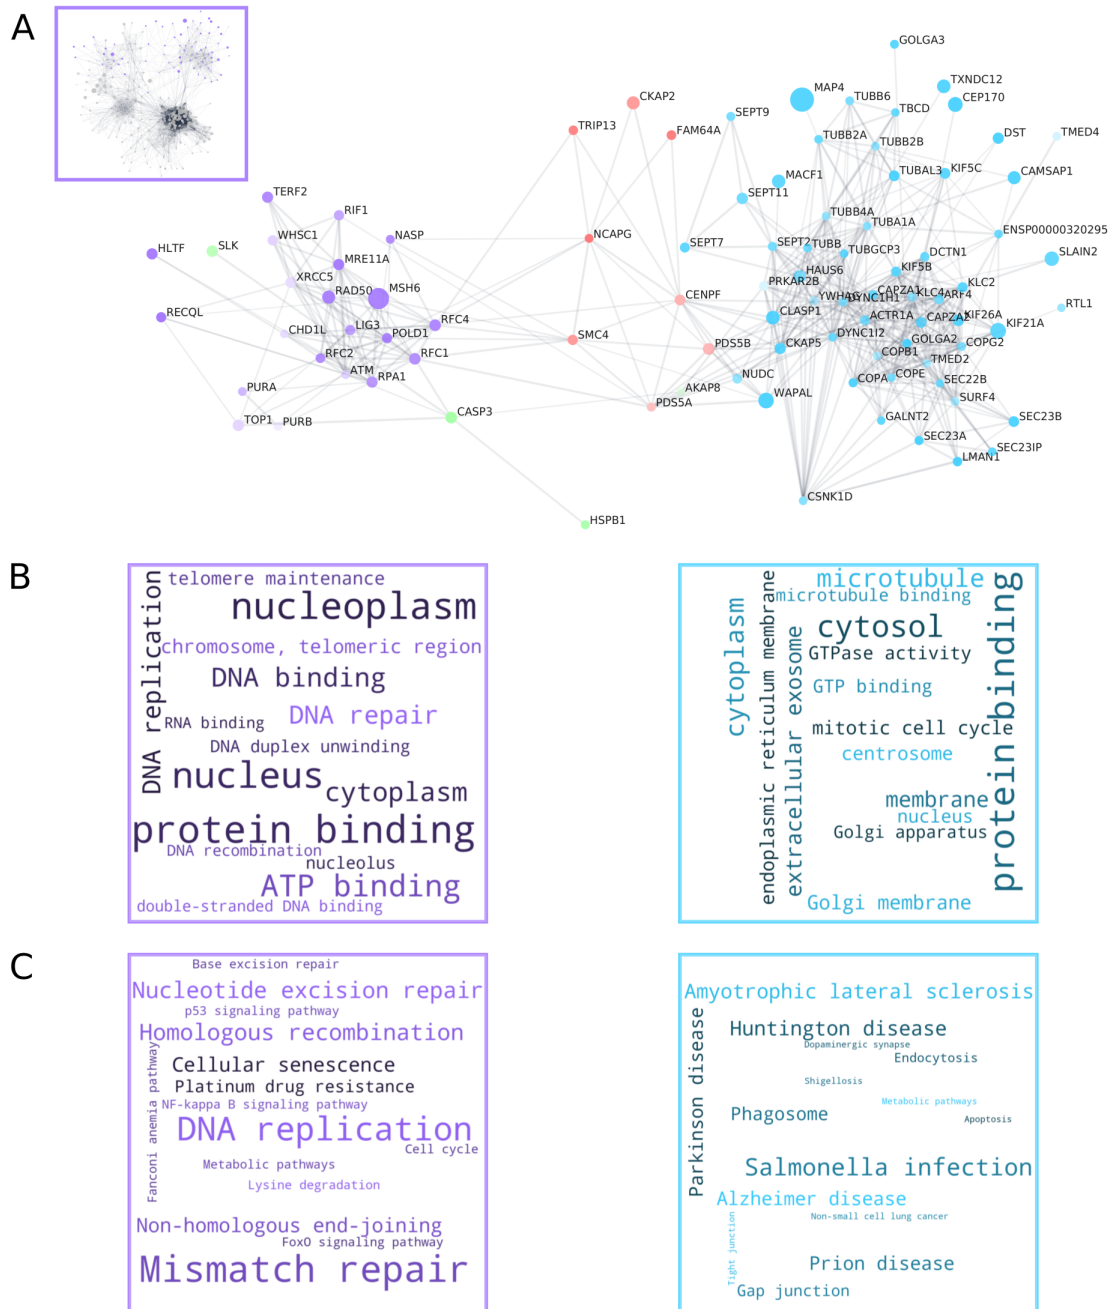 A
GOLGA3
TXNDC12
CEP170
MAP4
TUBB6
TBCD
CKAP2
SEPT9
TRIP13
FAM64A
DST
TMED4
TUBB2A
TUBB2B
MACF1
TUBAL3
KIF5C
CAMSAP1
TERF2
SEPT11
RIF1
TUBB4A
TUBA1A
WHSC1
NASP
NCAPG
ENSP00000320295
HLTF
SLK
SEPT7
SEPT2
TUBB
TUBGCP3
DCTN1
SLAIN2
MRE11A
HAUS6
KIF5B
XRCC5
PRKAR2B
RAD50
MSH6
CENPF
YWHAG
DYNC1H1
CAPZA1
KLC4
ARF4
KLC2
RTL1
RECQL
RFC4
CLASP1
ACTR1A
CAPZA2
KIF26A
KIF21A
CHD1L
LIG3
POLD1
SMC4
DYNC1I2
GOLGA2
COPG2
RFC2
RFC1
PDS5B
CKAP5
COPB1
TMED2
ATM
RPA1
NUDC
COPA
COPE
SEC22B
PURA
AKAP8
WAPAL
SURF4
PDS5A
TOP1
PURB
CASP3
GALNT2
SEC23B
SEC23A
SEC23IP
LMAN1
CSNK1D
HSPB1
B
telomere maintenance
nucleoplasm
DNA replication
chromosome, telomeric region
DNA binding
RNA binding
DNA repair
DNA duplex unwinding
nucleus
cytoplasm
protein binding
DNA recombination
nucleolus
ATP binding
double-stranded DNA binding
microtubule
microtubule binding
cytoplasm
endoplasmic reticulum membrane
extracellular exosome
cytosol
GTPase activity
GTP binding
mitotic cell cycle
centrosome
membrane
nucleus
Golgi apparatus
protein binding
Golgi membrane
C
Base excision repair
Nucleotide excision repair
p53 signaling pathway
Homologous recombination
Fanconi anemia pathway
Cellular senescence
Platinum drug resistance
NF-kappa B signaling pathway
DNA replication
Cell cycle
Metabolic pathways
Lysine degradation
Non-homologous end-joining
FoxO signaling pathway
Mismatch repair
Amyotrophic lateral sclerosis
Parkinson disease
Huntington disease
Dopaminergic synapse
Endocytosis
Shigellosis
Metabolic pathways
Phagosome
Apoptosis
Salmonella infection
Alzheimer disease
Non-small cell lung cancer
Tight junction
Prion disease
Gap junction